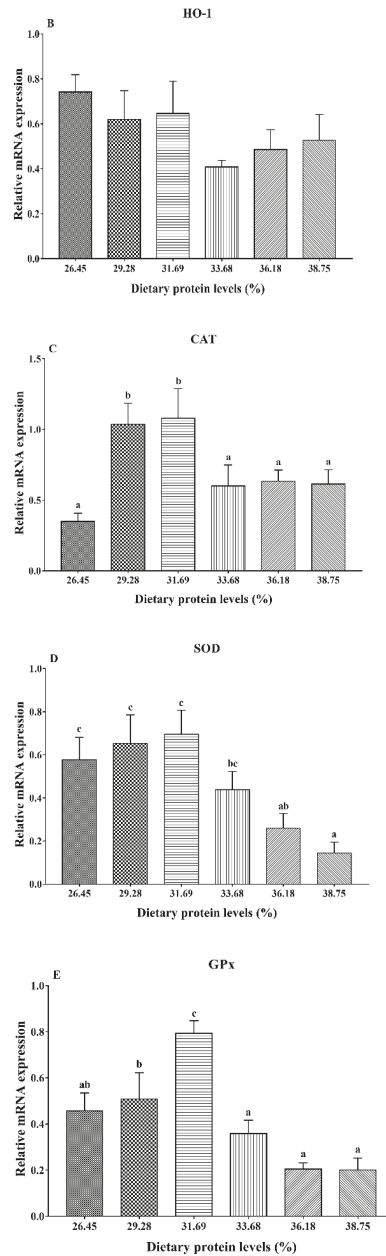 HO-1
B
1.0
0.8
0.6
0.4
0.2
0.0
Relative mRNA expression
26.45 29.28 31.69 33.68 36.18 38.75
Dietary protein levels (%)
CAT
C
1.5
1.0
0.5
0.0
Relative mRNA expression
a b b a a a
26.45 29.28 31.69 33.68 36.18 38.75
Dietary protein levels (%)
SOD
D
1.0
0.8
0.6
0.4
0.2
0.0
Relative mRNA expression
c c c bc ab a
26.45 29.28 31.69 33.68 36.18 38.75
Dietary protein levels (%)
GPx
E
1.0
0.8
0.6
0.4
0.2
0.0
Relative mRNA expression
ab b c a a a
26.45 29.28 31.69 33.68 36.18 38.75
Dietary protein levels (%)